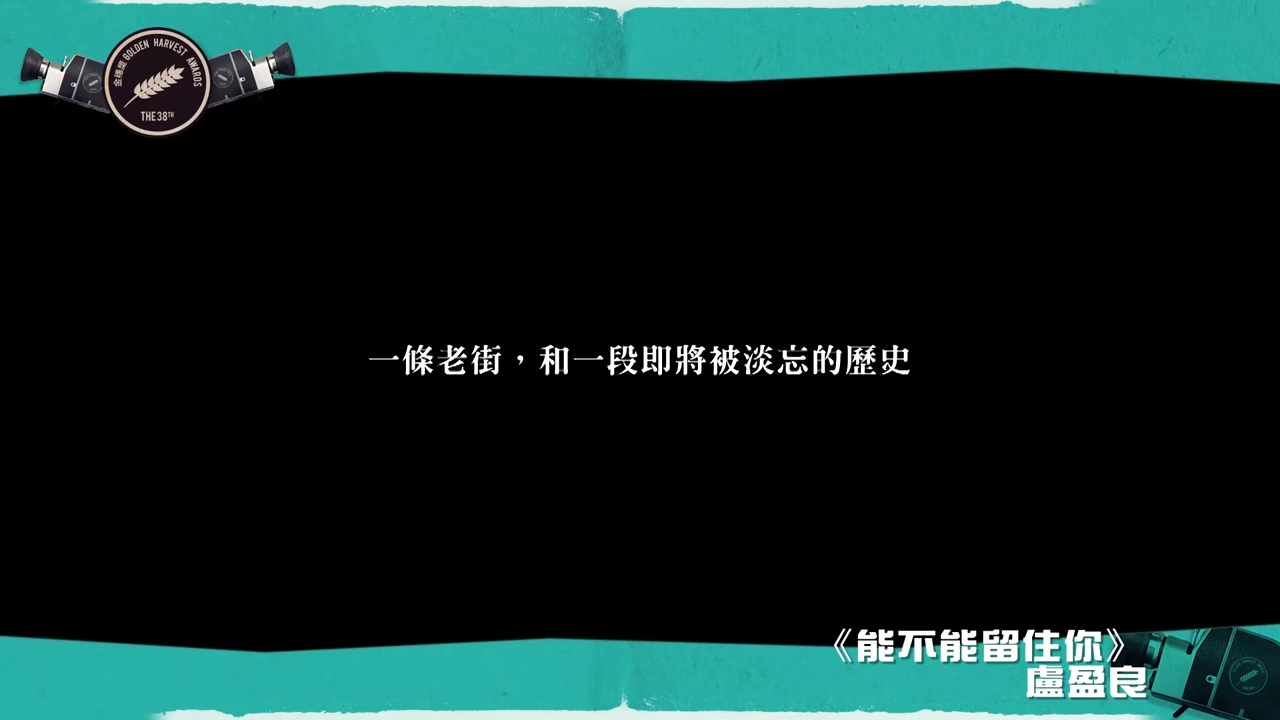 金穗獎 GOLDEN HARVEST AWARDS
THE 38TH
一條老街，和一段即將被淡忘的歷史
《能不能留住你》
盧盈良